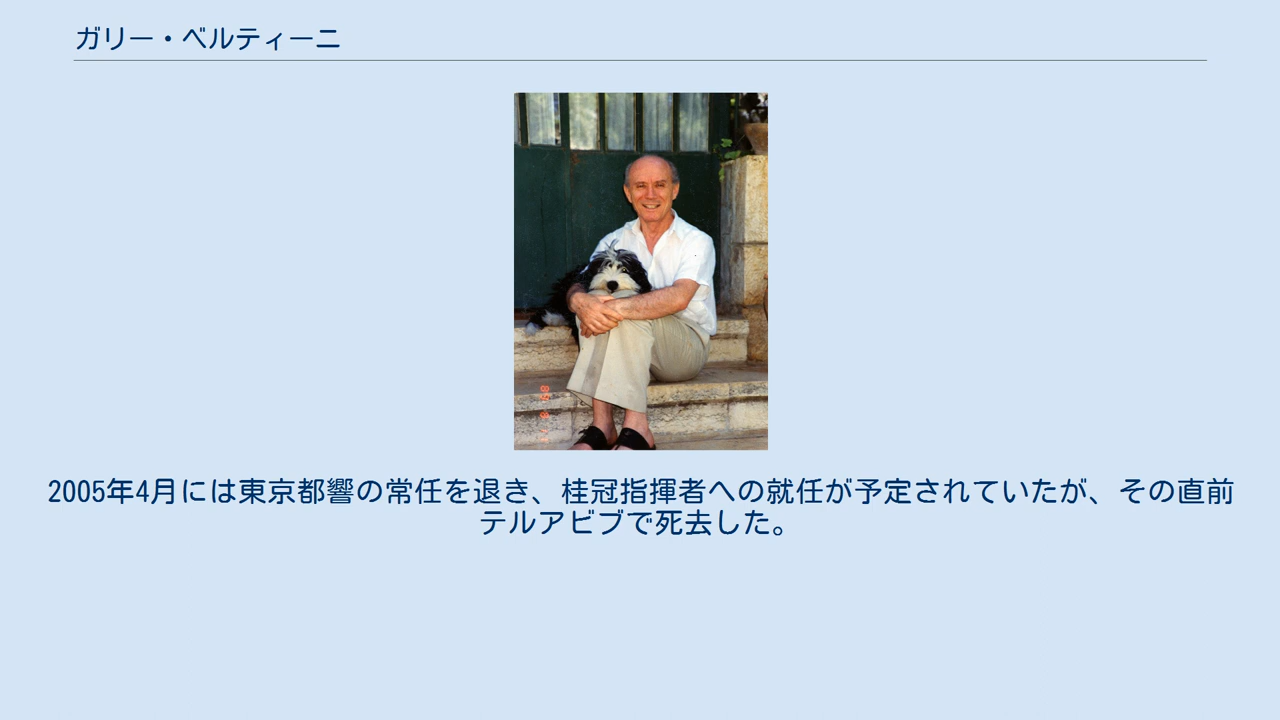 ガリー・ベルティーニ
2005年4月には東京都響の常任を退き、桂冠指揮者への就任が予定されていたが、その直前
テルアビブで死去した。